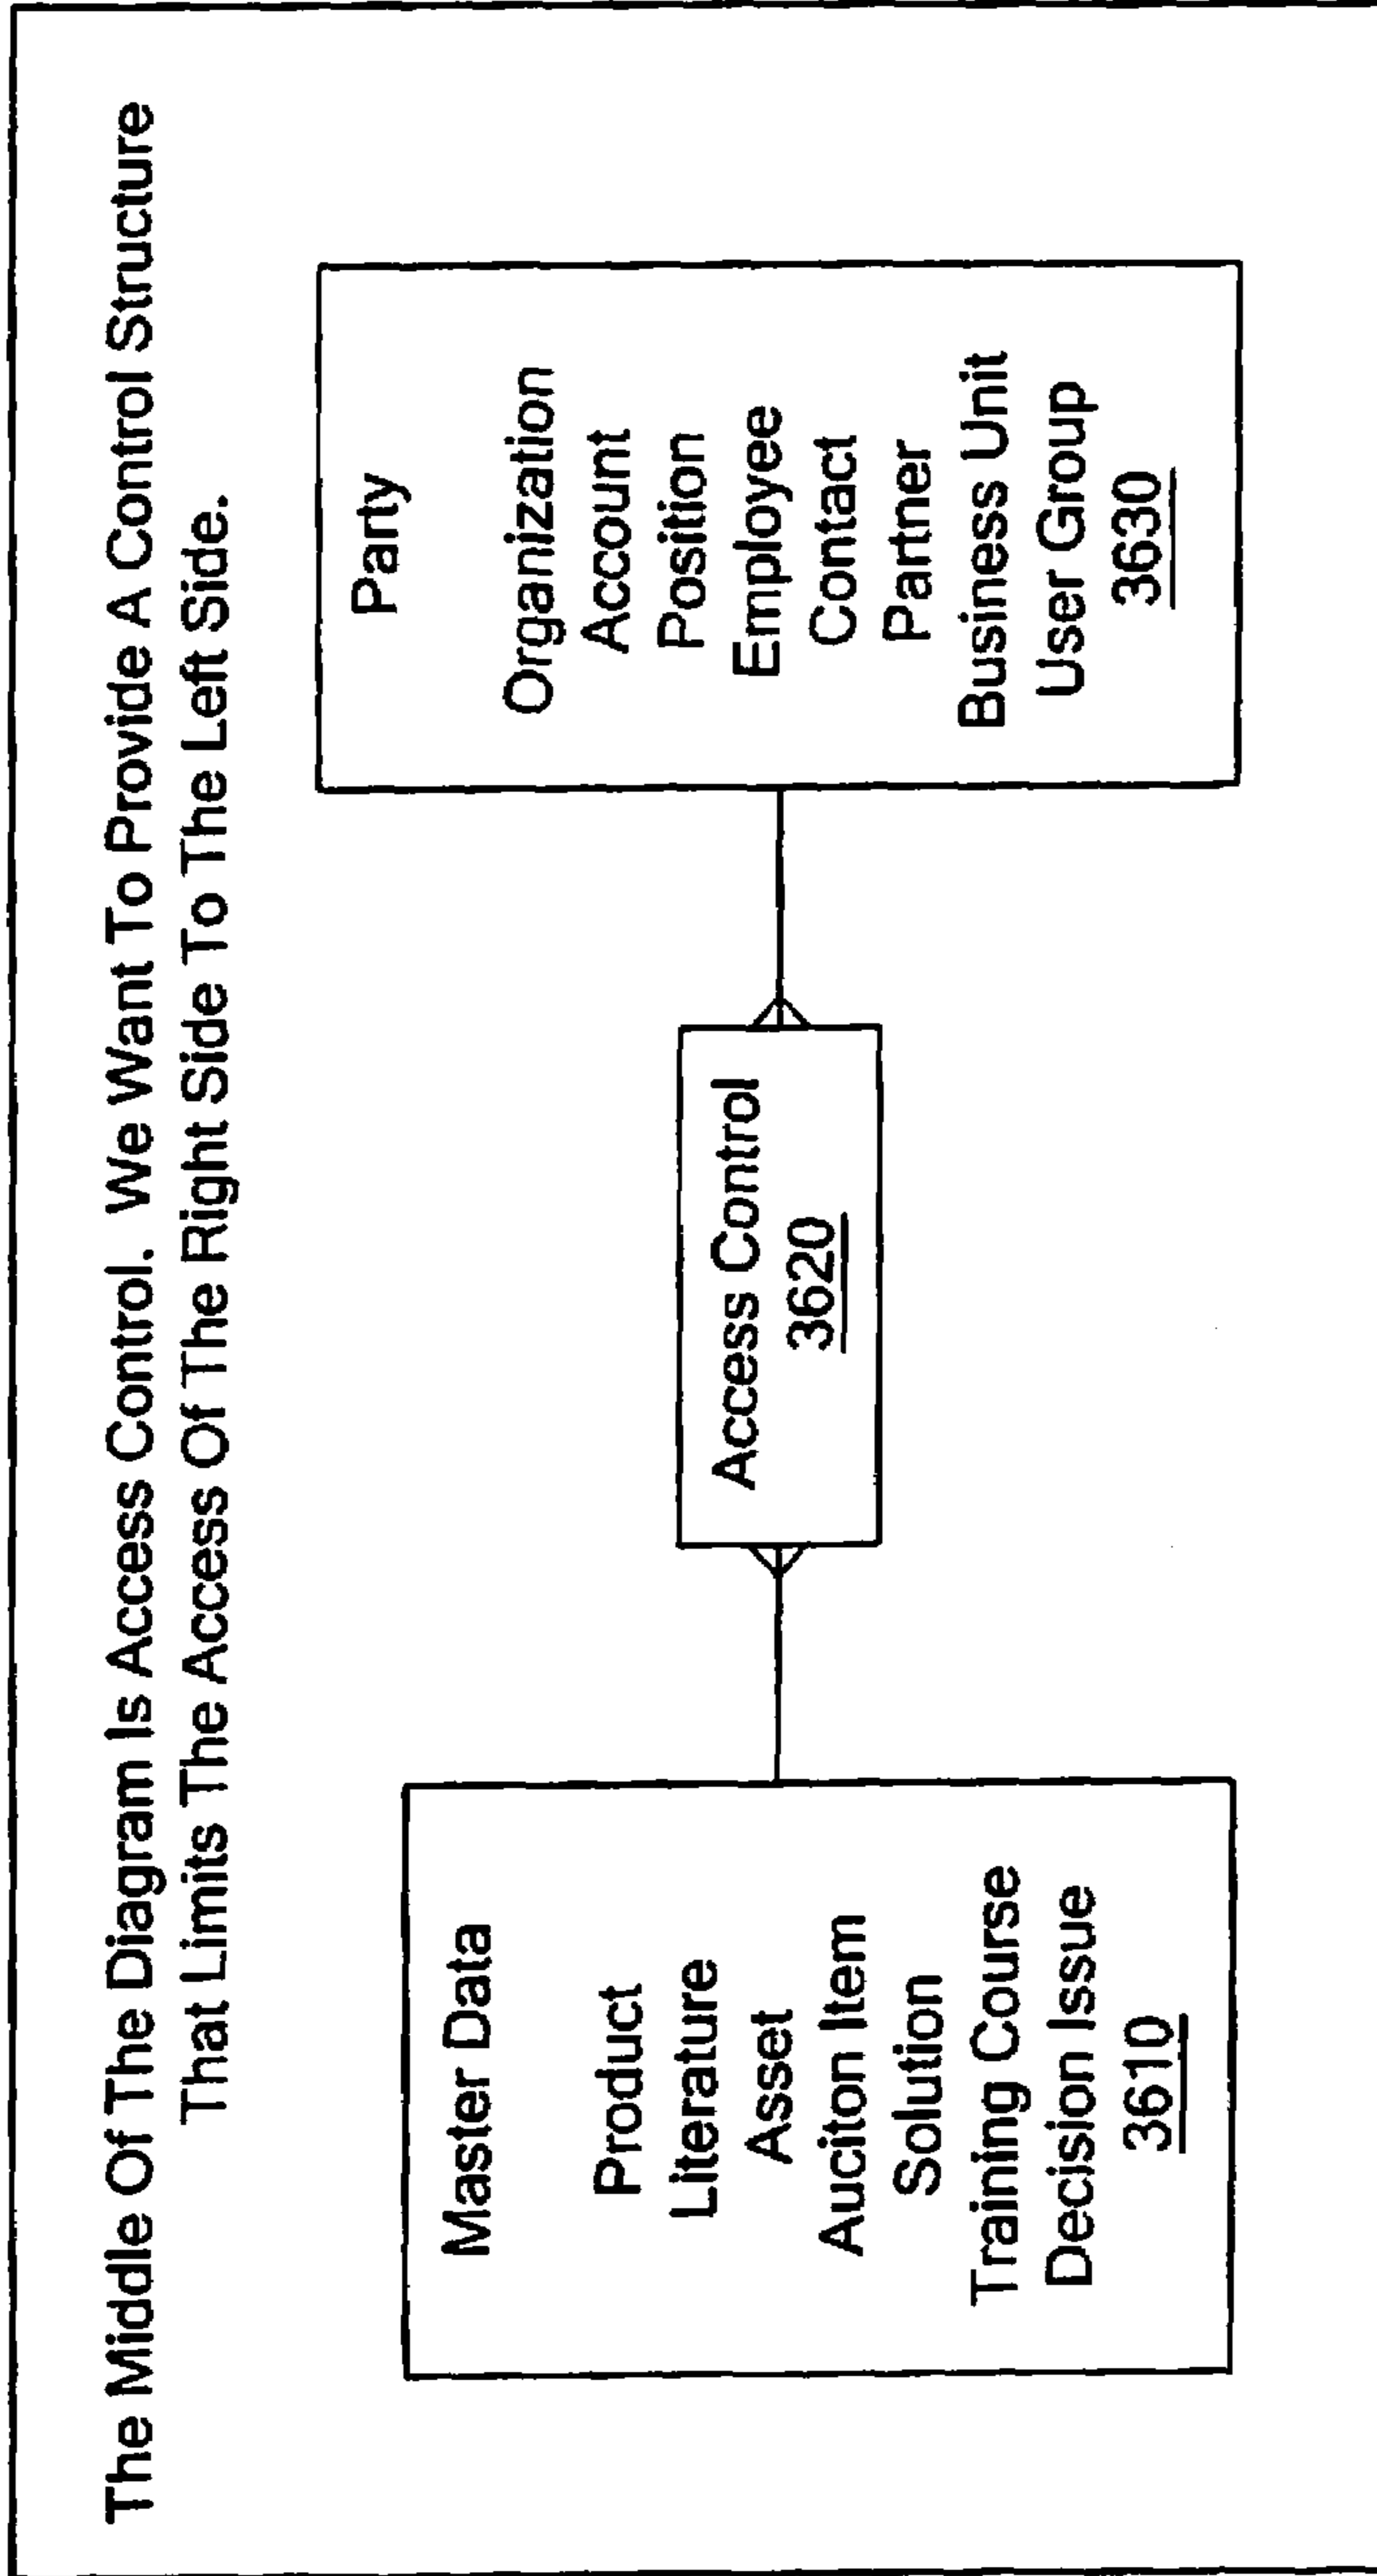 The Middle Of The Diagram Is Access Control. We Want To Provide A Control Structure
That Limits The Access Of The Right Side To The Left Side.
Master Data
Product
Literature
Asset
Auciton Item
Solution
Training Course
Decision Issue
3610
Access Control
3620
Party
Organization
Account
Position
Employee
Contact
Partner
Business Unit
User Group
3630